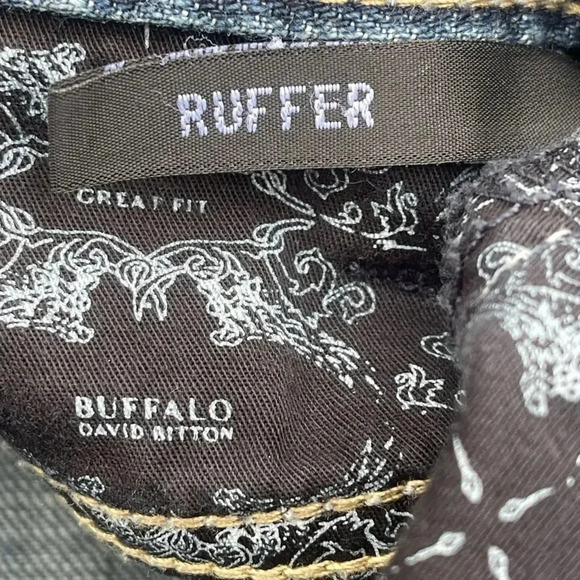 RUFFER
GREAT FIT
BUFFALO
DAVID BITTON